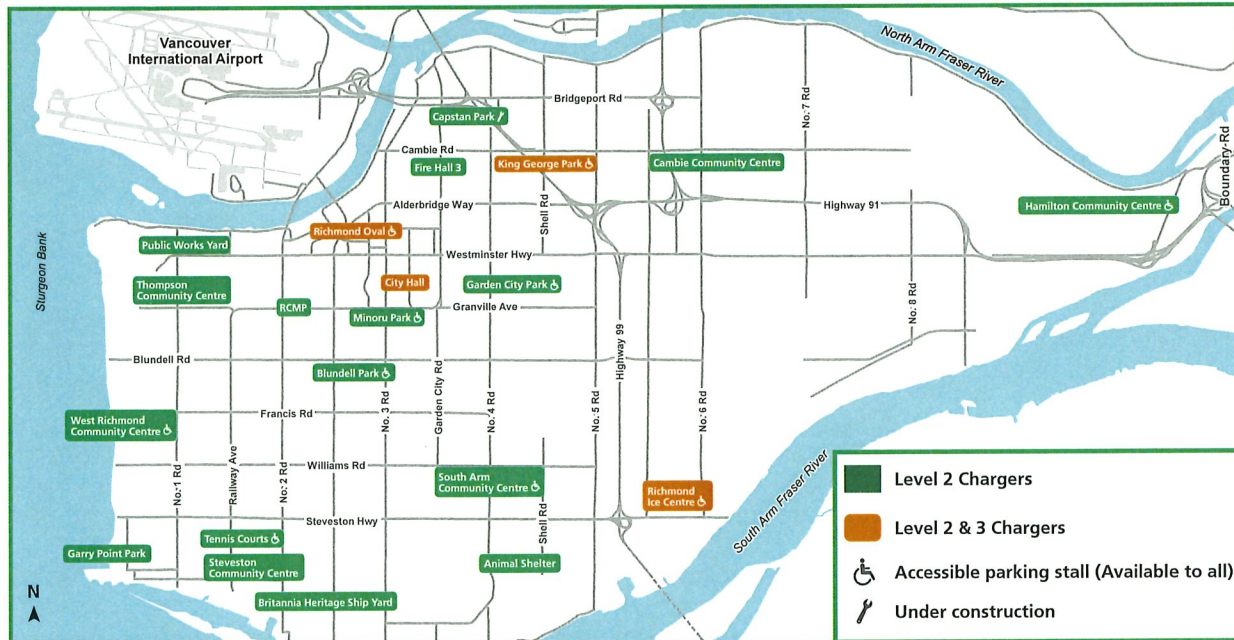 Vancouver
International Airport
North Arm Fraser River
Bridgeport Rd
No. 7 Rd
Capstan Park
Boundary Rd
Cambie Rd
Fire Hall 3
King George Park
Cambie Community Centre
Alderbridge Way
Shell Rd
Highway 91
Hamilton Community Centre
Richmond Oval
Public Works Yard
Westminster Hwy
Sturgeon Bank
Thompson
Community Centre
City Hall
Garden City Park
RCMP
Minoru Park
Granville Ave
No. 8 Rd
Highway 99
Blundell Rd
Blundell Park
Garden City Rd
No. 3 Rd
No. 4 Rd
No. 5 Rd
No. 6 Rd
Francis Rd
West Richmond
Community Centre
Williams Rd
No. 1 Rd
Railway Ave
No. 2 Rd
South Arm
Community Centre
Richmond
Ice Centre
South Arm Fraser River
Steveston Hwy
Shell Rd
Tennis Courts
Garry Point Park
Steveston
Community Centre
Animal Shelter
Britannia Heritage Ship Yard
N
Level 2 Chargers
Level 2 & 3 Chargers
Accessible parking stall (Available to all)
Under construction